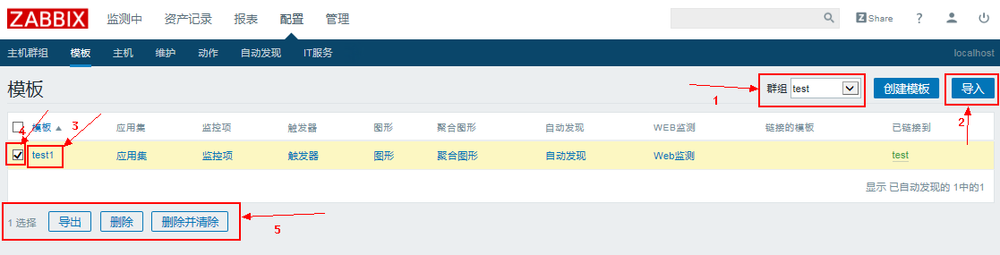 ZABBIX 监测中 资产记录 报表 配置 管理 Z Share ?
主机群组 模板 主机 维护 动作 自动发现 IT服务 localhost
模板 1 群组 test 创建模板 导入
2
4 模板 3 应用集 监控项 触发器 图形 聚合图形 自动发现 WEB监测 链接的模板 已链接到
test1 应用集 监控项 触发器 图形 聚合图形 自动发现 Web监测 test
显示 已自动发现的 1中的1
1 选择 导出 删除 删除并清除 5